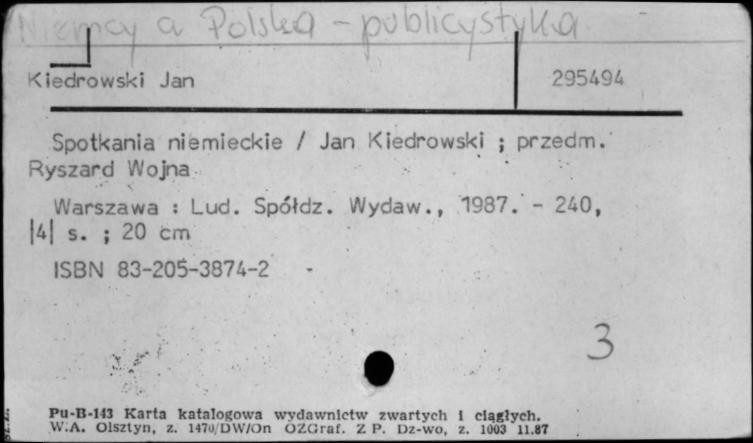 Niemcy a Polska - publicystyka
Kiedrowski Jan 295494
Spotkania niemieckie / Jan Kiedrowski ; przedm.
Ryszard Wojna
Warszawa : Lud. Spółdz. Wydaw., 1987. - 240,
|4| s. ; 20 cm
ISBN 83-205-3874-2
3
Pu-B-143 Karta katalogowa wydawnictw zwartych i ciągłych.
W.A. Olsztyn, z. 1470/DW/On OZGraf. Z P. Dz-wo, z. 1003 11.87